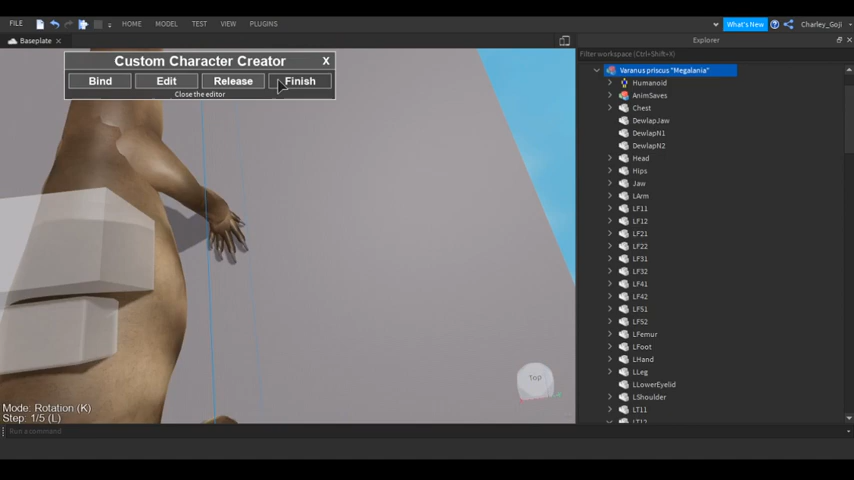 FILE
HOME
MODEL
TEST
VIEW
PLUGINS
What's New
Charley_Goji
Baseplate
Explorer
Custom Character Creator
X
Filter workspace (Ctrl+Shift+X)
Bind
Edit
Release
Finish
Close the editor
Varanus priscus "Megalania"
Humanoid
AnimSaves
Chest
DewlapJaw
DewlapN1
DewlapN2
Head
Hips
Jaw
LArm
LF11
LF12
LF21
LF22
LF31
LF32
LF41
LF42
LF51
LF52
LFemur
LFoot
LHand
LLeg
LLowerEyelid
LShoulder
LT11
LT12
Top
Mode: Rotation (K)
Step: 1/5 (L)
Run a command